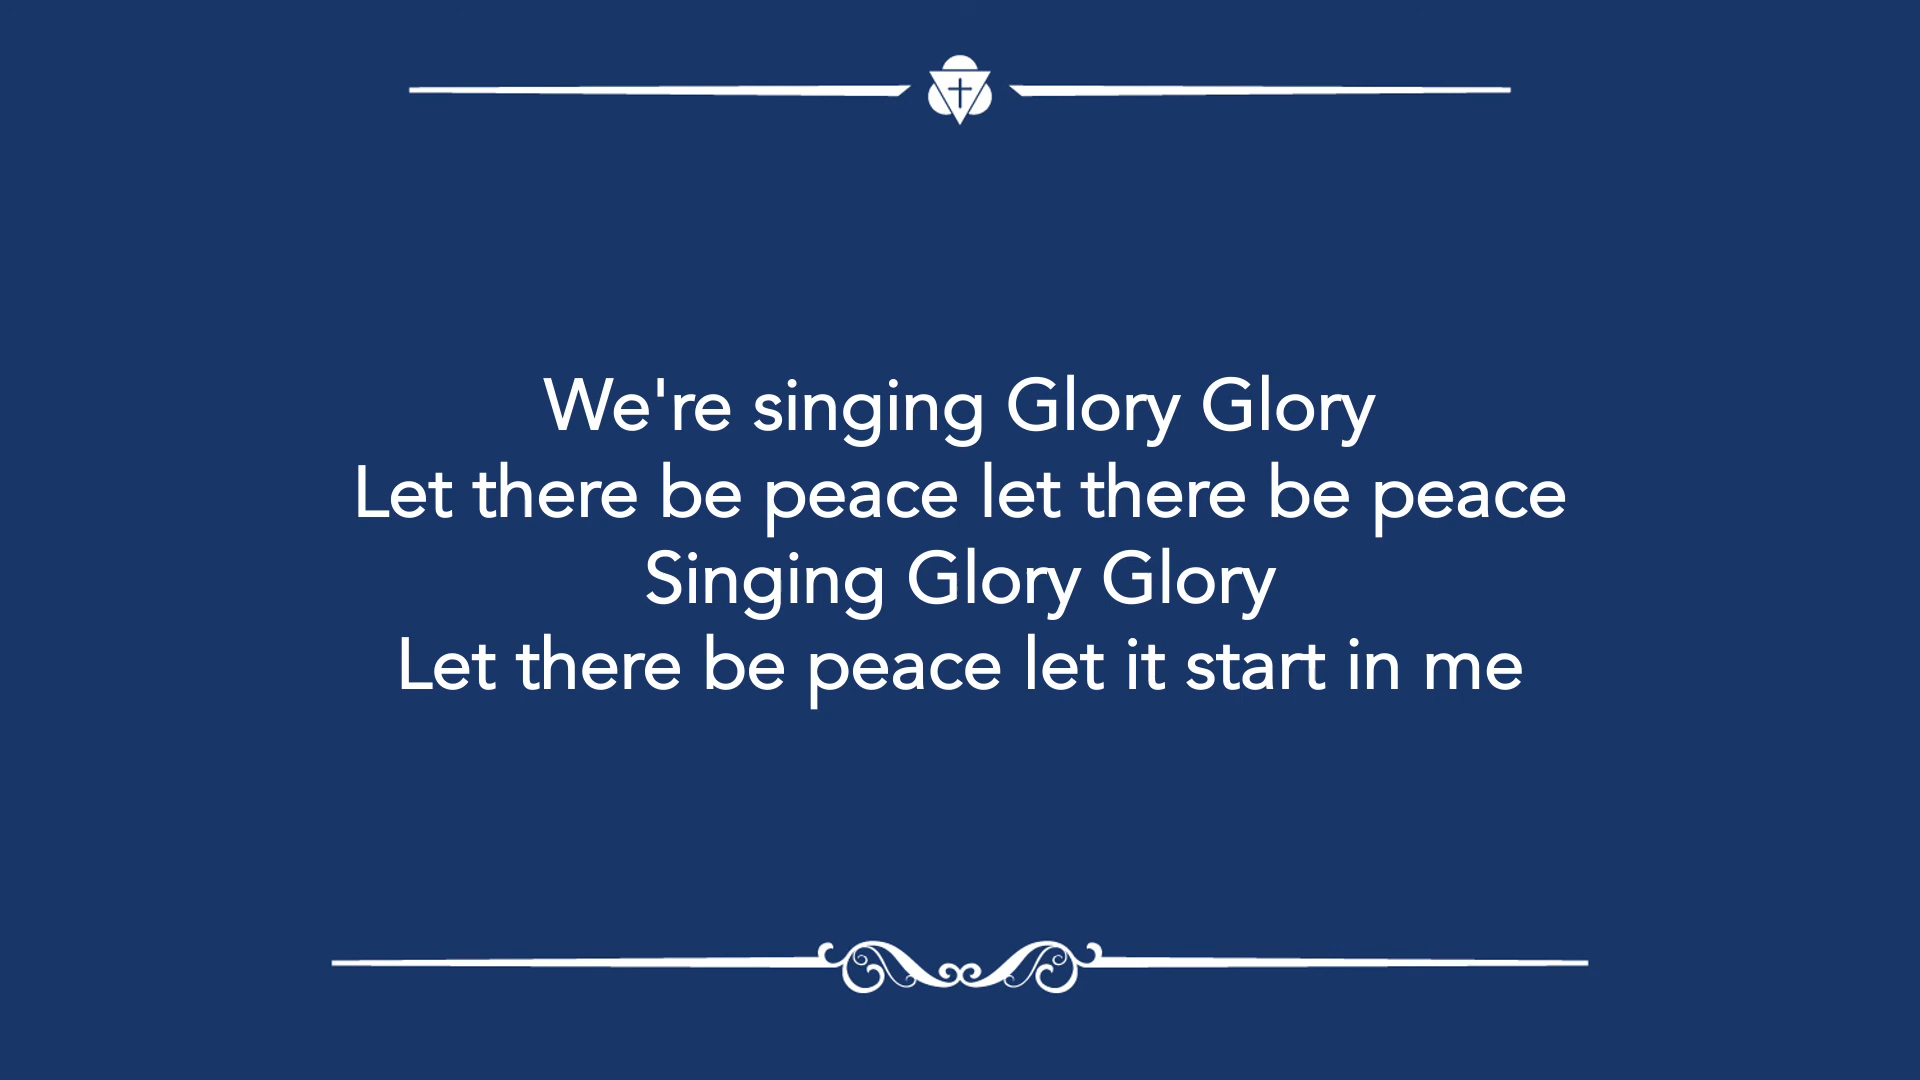 We're singing Glory Glory
Let there be peace let there be peace
Singing Glory Glory
Let there be peace let it start in me